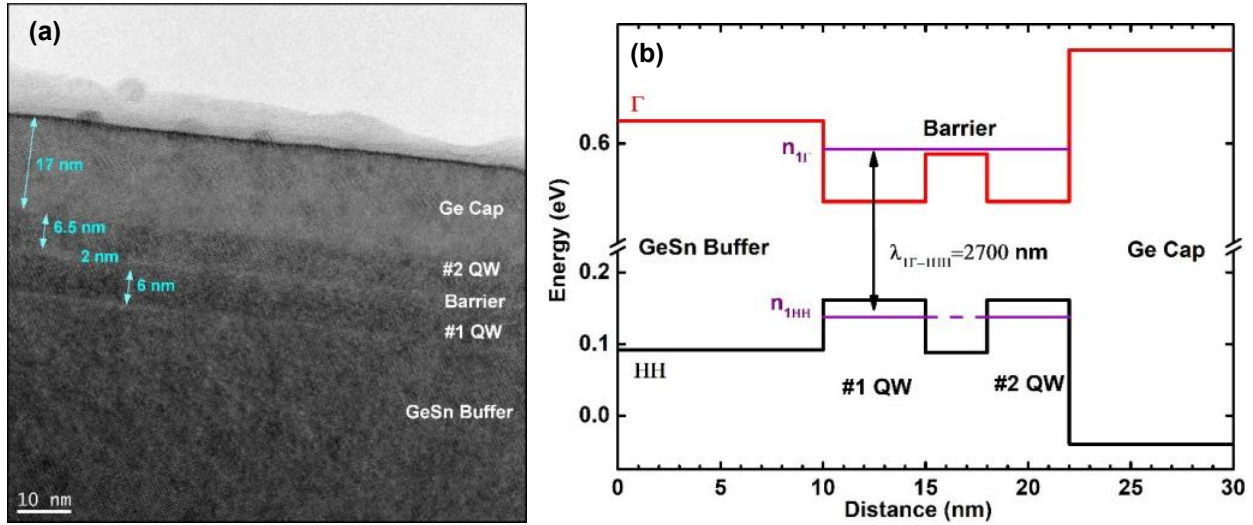 (a)
17 nm
Ge Cap
6.5 nm
2 nm
#2 QW
6 nm
Barrier
#1 QW
GeSn Buffer
10 nm
(b)
Γ
Barrier
0.6
n1Γ
GeSn Buffer
Ge Cap
λ1Γ-1HH=2700 nm
0.2
n1HH
0.1
HH
#1 QW
#2 QW
0.0
Energy (eV)
0 5 10 15 20 25 30
Distance (nm)